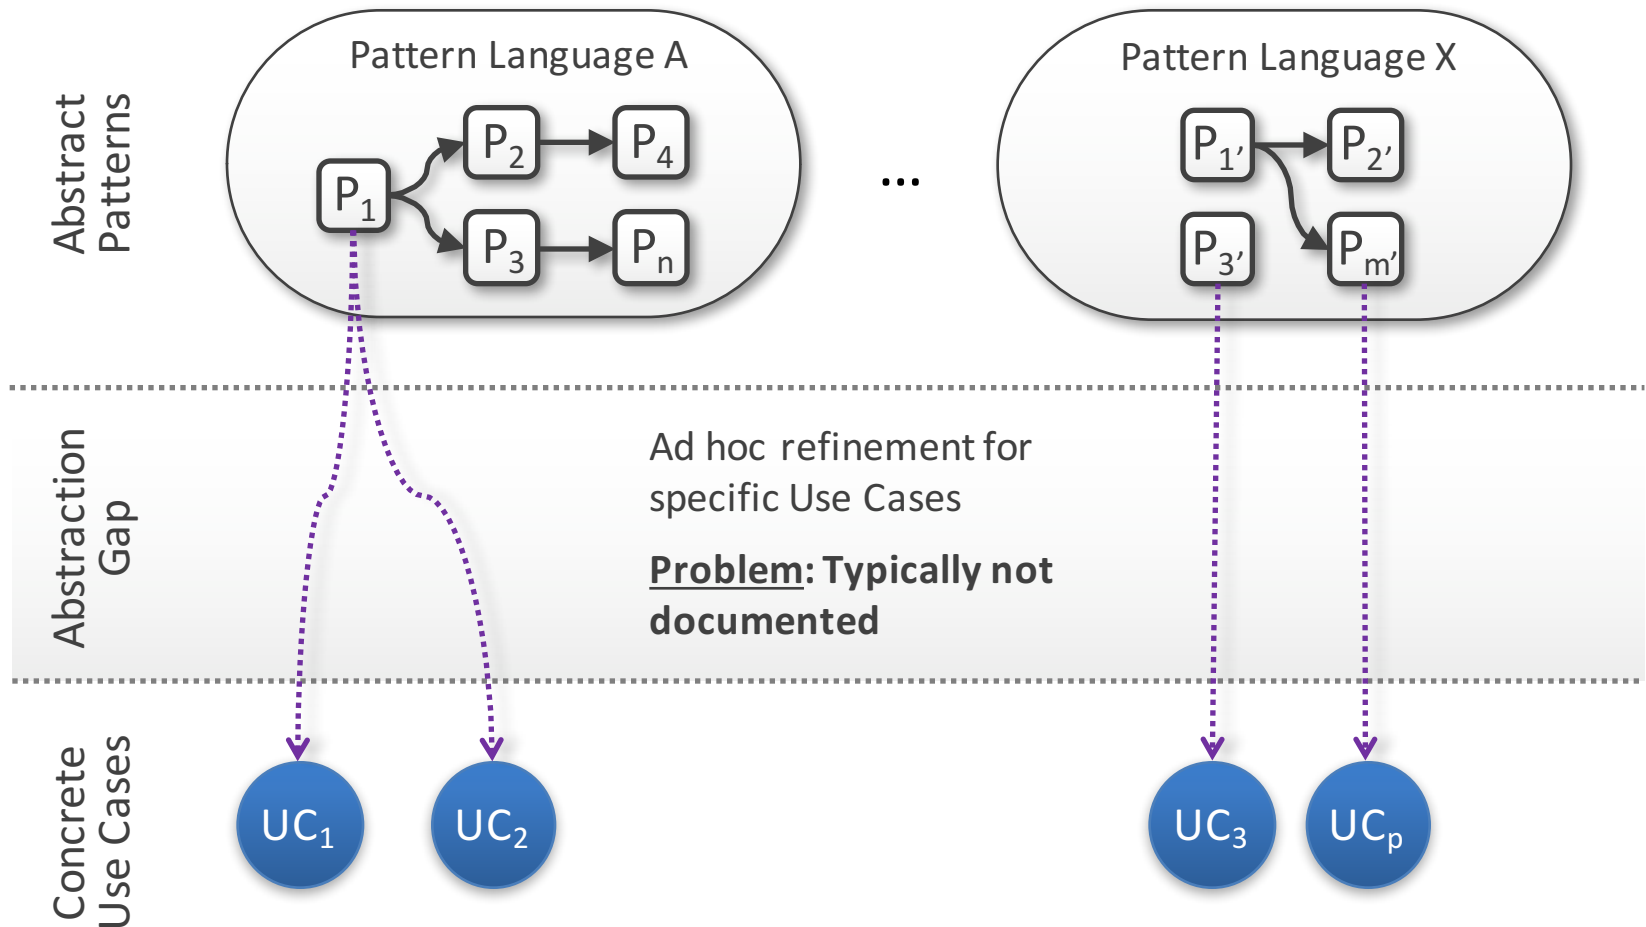 Abstract
Patterns
Pattern Language A
P1
P2
P4
P3
Pn
...
Pattern Language X
P1’
P2’
P3’
Pm’
Abstraction
Gap
Ad hoc refinement for
specific Use Cases
Problem: Typically not
documented
Concrete
Use Cases
UC1
UC2
UC3
UCp